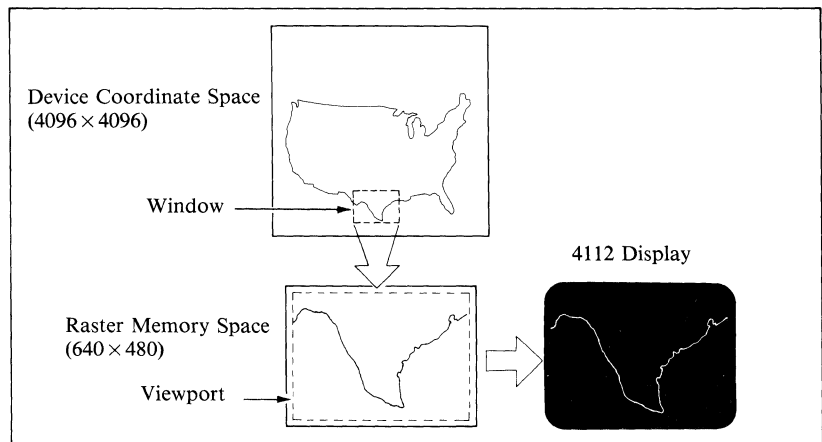 Device Coordinate Space
(4096 × 4096)
Window
4112 Display
Raster Memory Space
(640 × 480)
Viewport